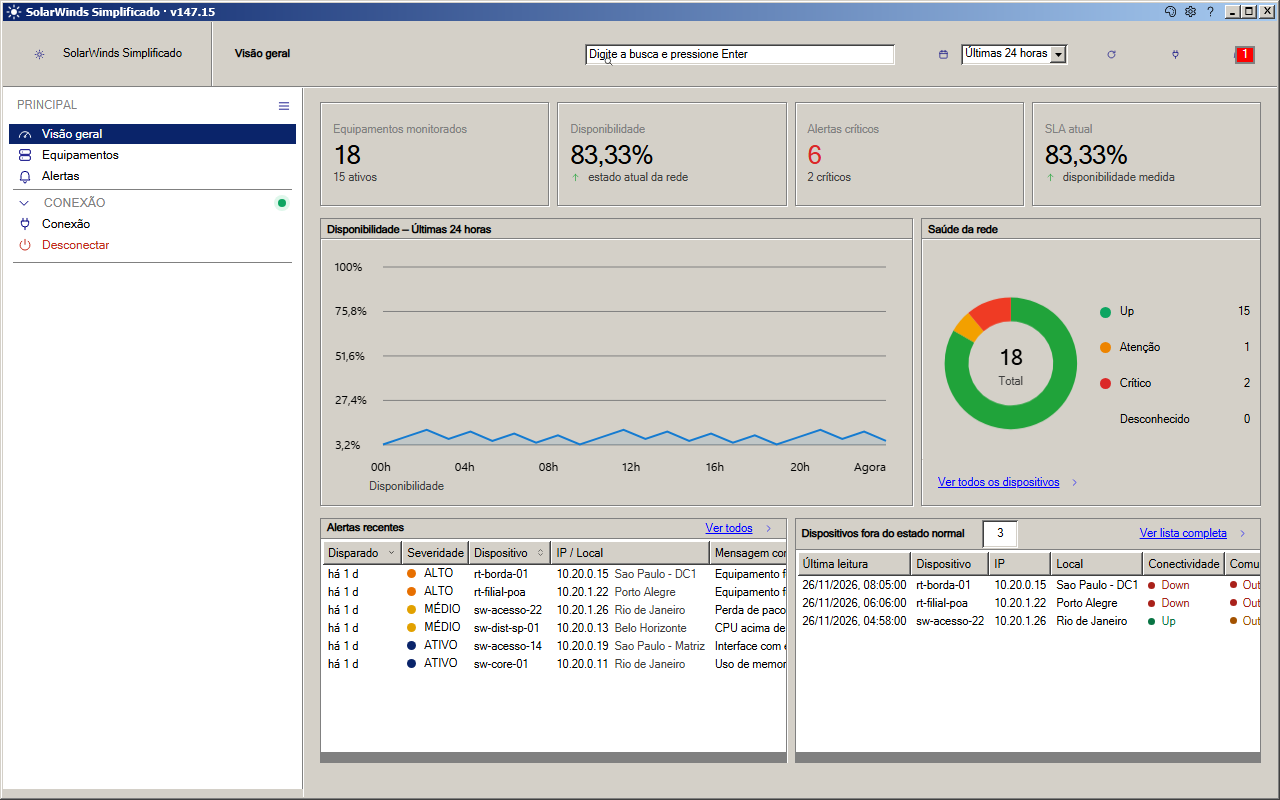 SolarWinds Simplificado · v147.15
SolarWinds Simplificado
Visão geral
Digite a busca e pressione Enter
Últimas 24 horas
1
PRINCIPAL
Visão geral
Equipamentos
Alertas
CONEXÃO
Conexão
Desconectar
Equipamentos monitorados
18
15 ativos
Disponibilidade
83,33%
↑ estado atual da rede
Alertas críticos
6
2 críticos
SLA atual
83,33%
↑ disponibilidade medida
Disponibilidade — Últimas 24 horas
100%
75,8%
51,6%
27,4%
3,2%
00h 04h 08h 12h 16h 20h Agora
Disponibilidade
Saúde da rede
18
Total
Up 15
Atenção 1
Crítico 2
Desconhecido 0
Ver todos os dispositivos
Alertas recentes Ver todos
Disparado Severidade Dispositivo IP / Local Mensagem
há 1 d ALTO rt-borda-01 10.20.0.15 Sao Paulo - DC1 Equipamento
há 1 d ALTO rt-filial-poa 10.20.1.22 Porto Alegre Equipamento
há 1 d MÉDIO sw-acesso-22 10.20.1.26 Rio de Janeiro Perda de
há 1 d MÉDIO sw-dist-sp-01 10.20.0.13 Belo Horizonte CPU acima de
há 1 d ATIVO sw-acesso-14 10.20.0.19 Sao Paulo - Matriz Interface com
há 1 d ATIVO sw-core-01 10.20.0.11 Rio de Janeiro Uso de
Dispositivos fora do estado normal 3 Ver lista completa
Última leitura Dispositivo IP Local Conectividade
26/11/2026, 08:05:00 rt-borda-01 10.20.0.15 Sao Paulo - DC1 Down
26/11/2026, 06:06:00 rt-filial-poa 10.20.1.22 Porto Alegre Down
26/11/2026, 04:58:00 sw-acesso-22 10.20.1.26 Rio de Janeiro Up